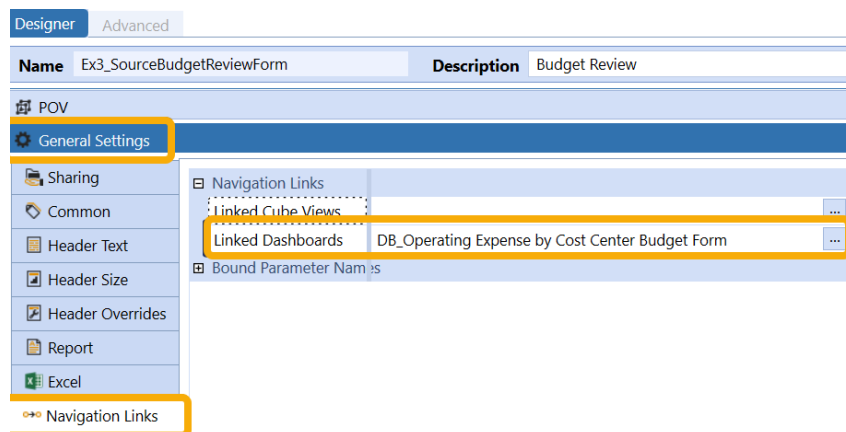 Designer Advanced
Name Ex3_SourceBudgetReviewForm Description Budget Review
POV
General Settings
Sharing
Common
Header Text
Header Size
Header Overrides
Report
Excel
Navigation Links
Navigation Links
Linked Cube Views ...
Linked Dashboards DB_Operating Expense by Cost Center Budget Form ...
Bound Parameter Names